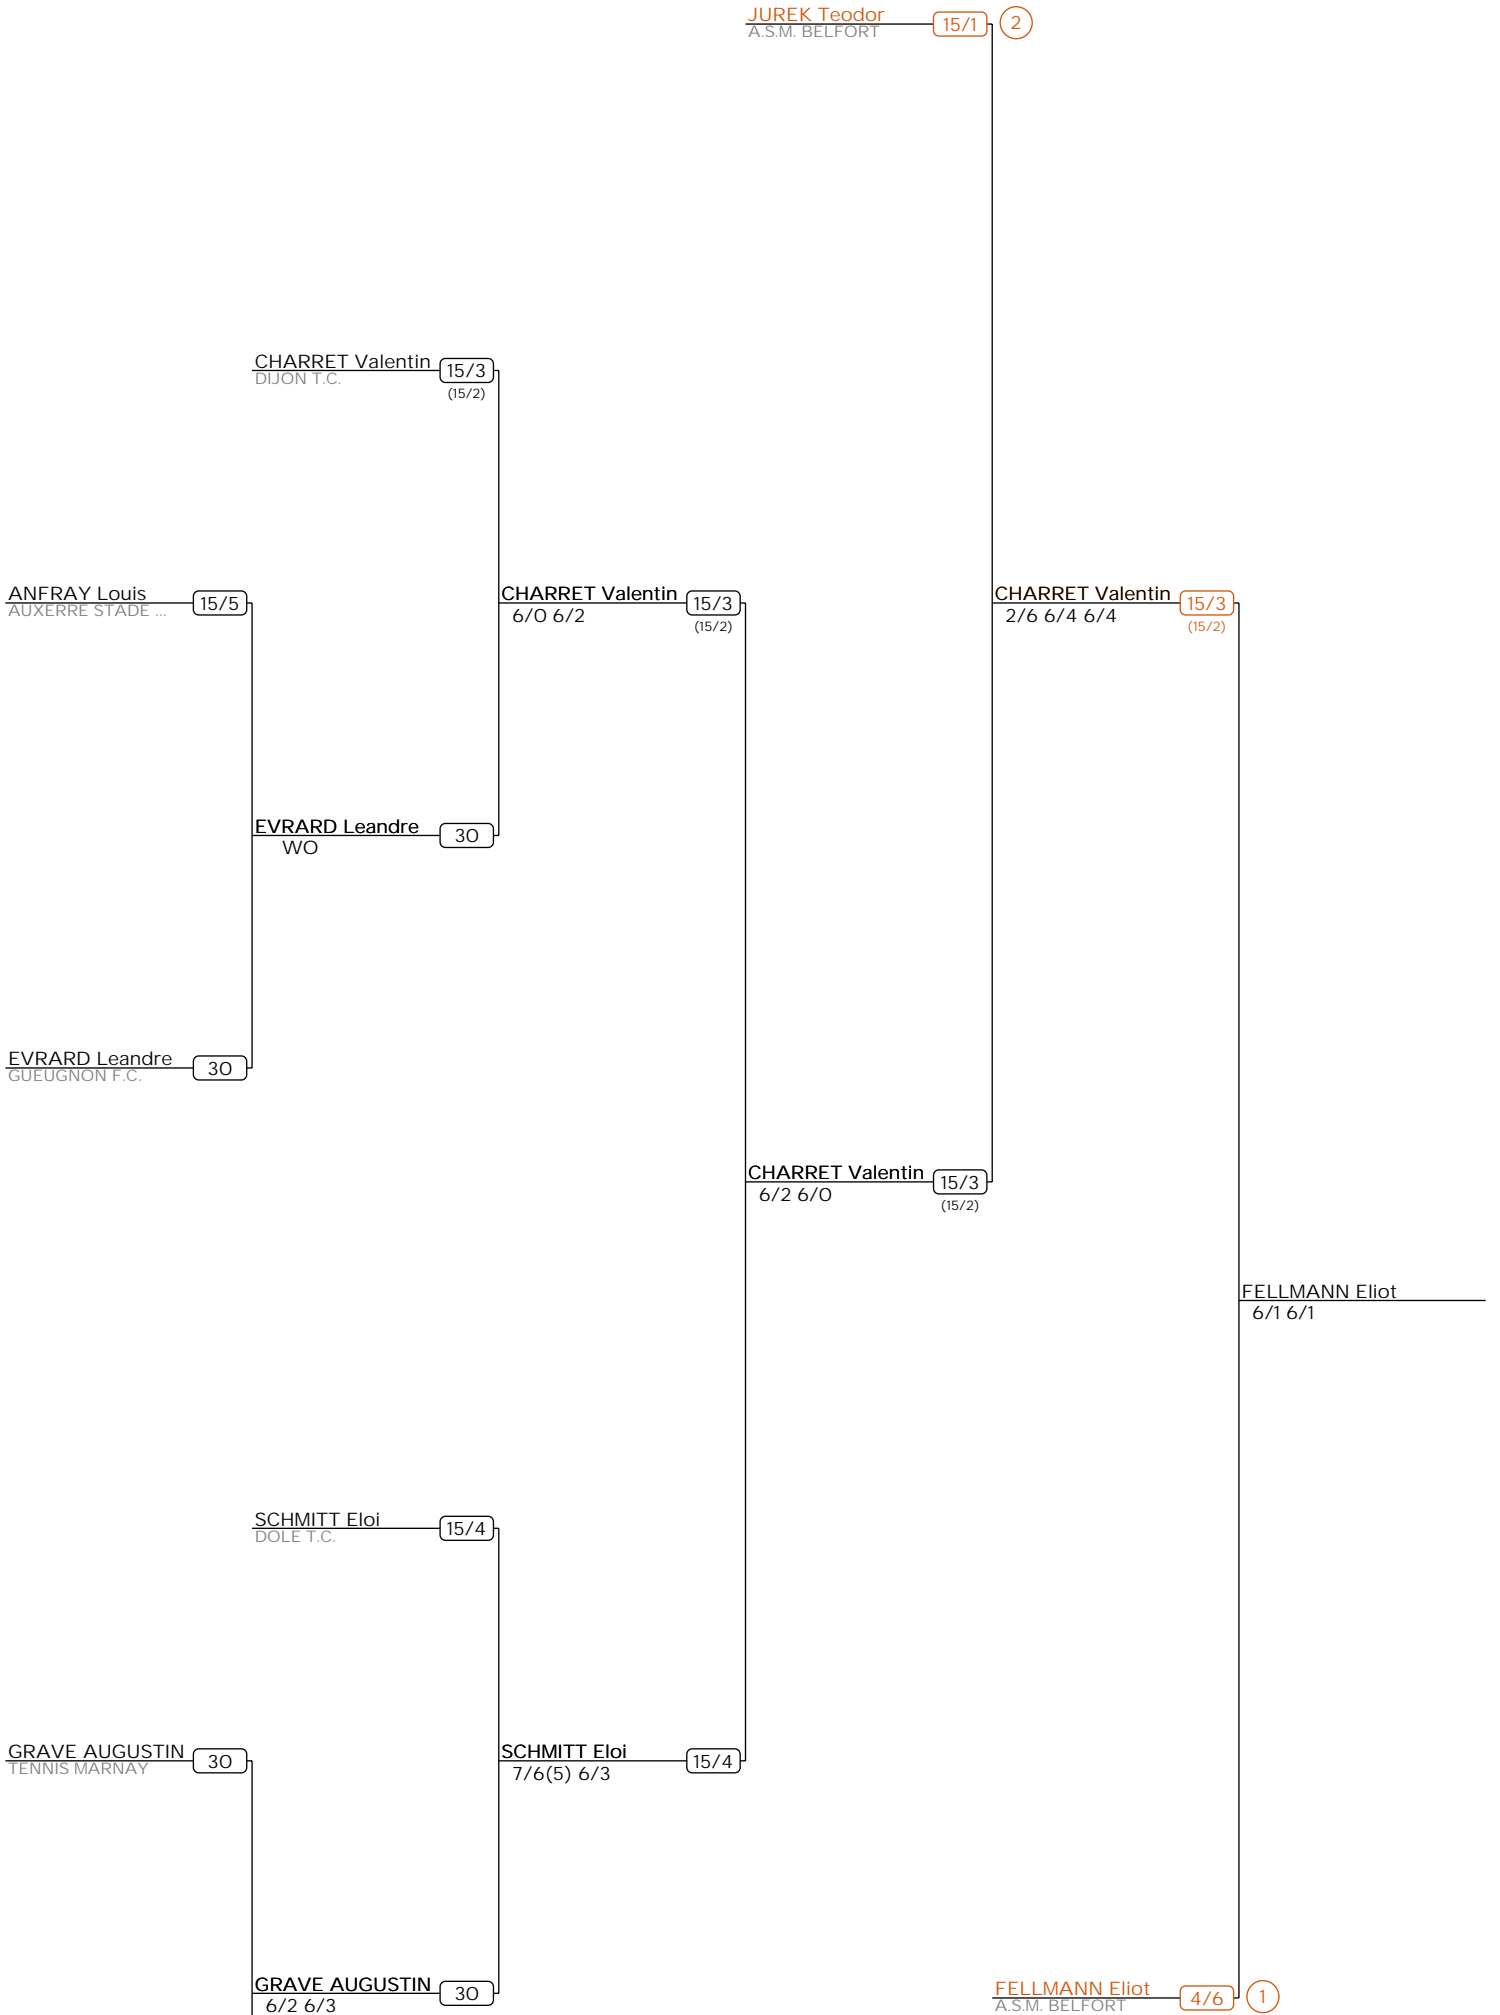 JUREK Teodor 15/1 2
A.S.M. BELFORT
CHARRET Valentin 15/3
DIJON T.C.
(15/2)
ANFRAY Louis 15/5
AUXERRE STADE ...
CHARRET Valentin 15/3
6/0 6/2
(15/2)
CHARRET Valentin 15/3
2/6 6/4 6/4
(15/2)
EVRARD Leandre 30
WO
EVRARD Leandre 30
GUEUGNON F.C.
CHARRET Valentin 15/3
6/2 6/0
(15/2)
FELLMANN Eliot
6/1 6/1
SCHMITT Eloi 15/4
DOLE T.C.
GRAVE AUGUSTIN 30
TENNIS MARNAY
SCHMITT Eloi 15/4
7/6(5) 6/3
GRAVE AUGUSTIN 30
6/2 6/3
FELLMANN Eliot 4/6 1
A.S.M. BELFORT